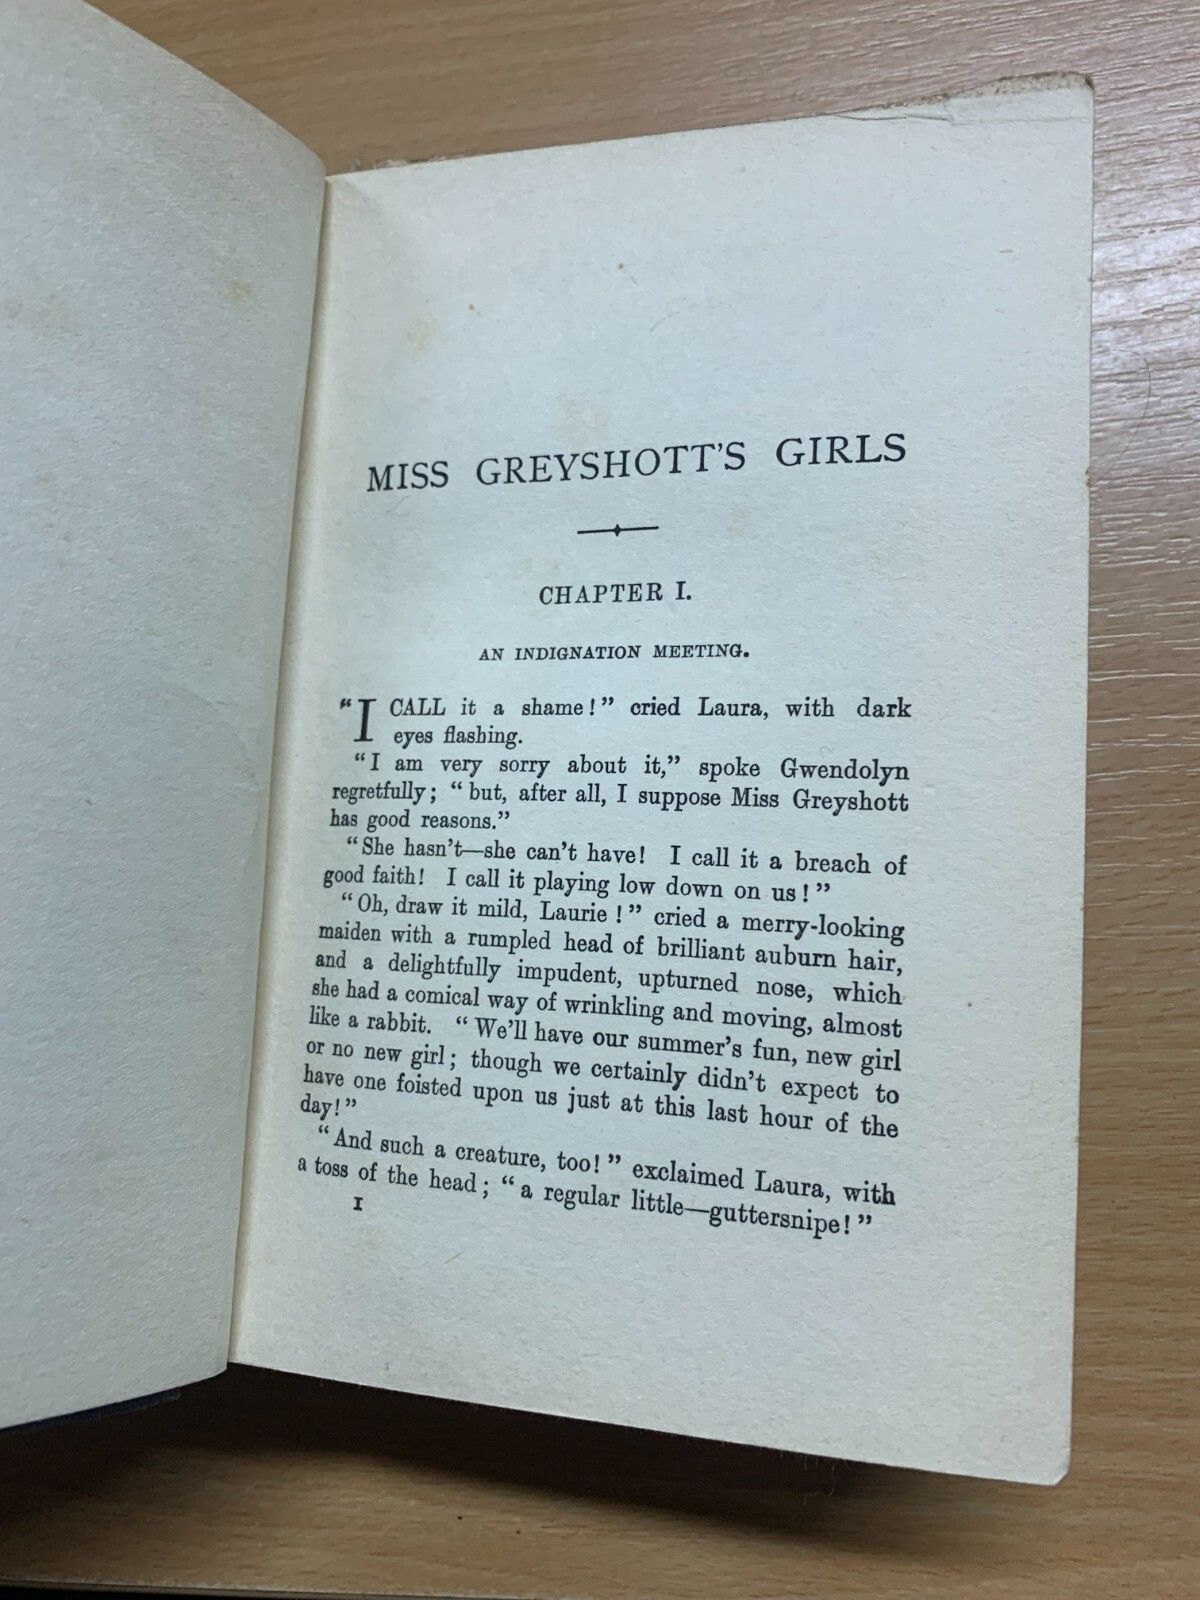 MISS GREYSHOTT'S GIRLS
CHAPTER I.
AN INDIGNATION MEETING.
"I CALL it a shame!" cried Laura, with dark
eyes flashing.
"I am very sorry about it," spoke Gwendolyn
regretfully; "but, after all, I suppose Miss Greyshott
has good reasons."
"She hasn't—she can't have! I call it a breach of
good faith! I call it playing low down on us!"
"Oh, draw it mild, Laurie!" cried a merry-looking
maiden with a rumpled head of brilliant auburn hair,
and a delightfully impudent, upturned nose, which
she had a comical way of wrinkling and moving, almost
like a rabbit. "We'll have our summer's fun, new girl
or no new girl; though we certainly didn't expect to
have one foisted upon us just at this last hour of the
day!"
"And such a creature, too!" exclaimed Laura, with
a toss of the head; "a regular little—guttersnipe!"
I